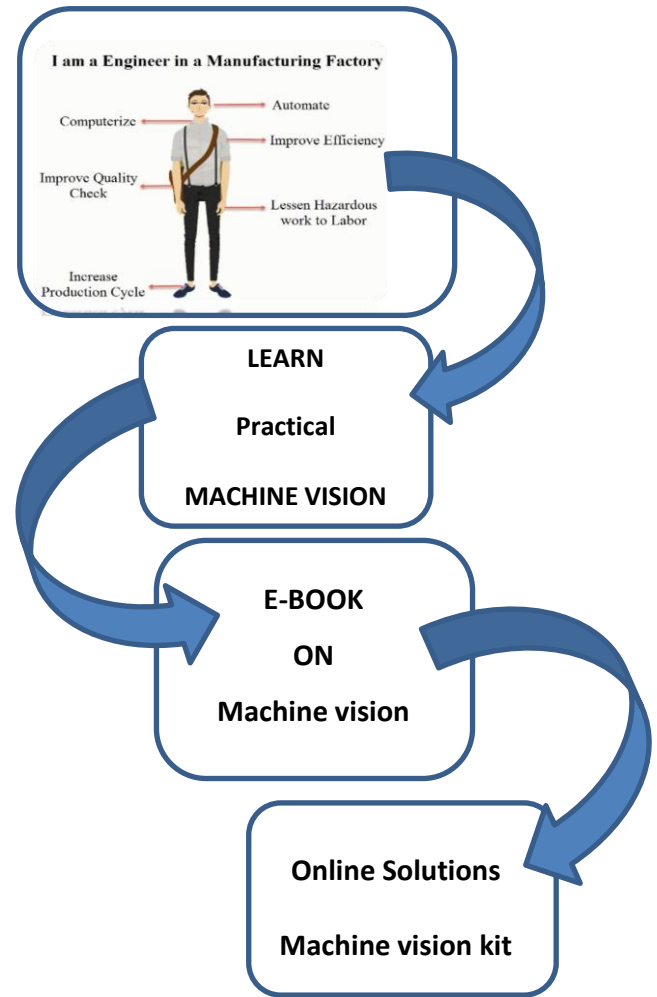 I am a Engineer in a Manufacturing Factory
Automate
Computerize
Improve Efficiency
Improve Quality
Check
Lessen Hazardous
work to Labor
Increase
Production Cycle
LEARN
Practical
MACHINE VISION
E-BOOK
ON
Machine vision
Online Solutions
Machine vision kit